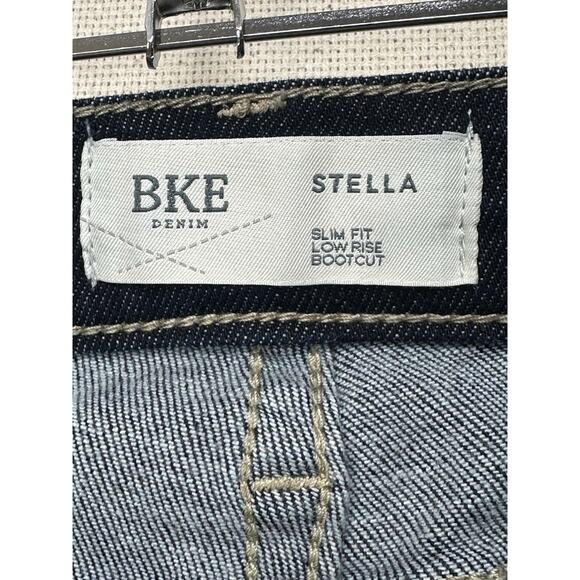 BKE
DENIM
STELLA
SLIM FIT
LOW RISE
BOOTCUT